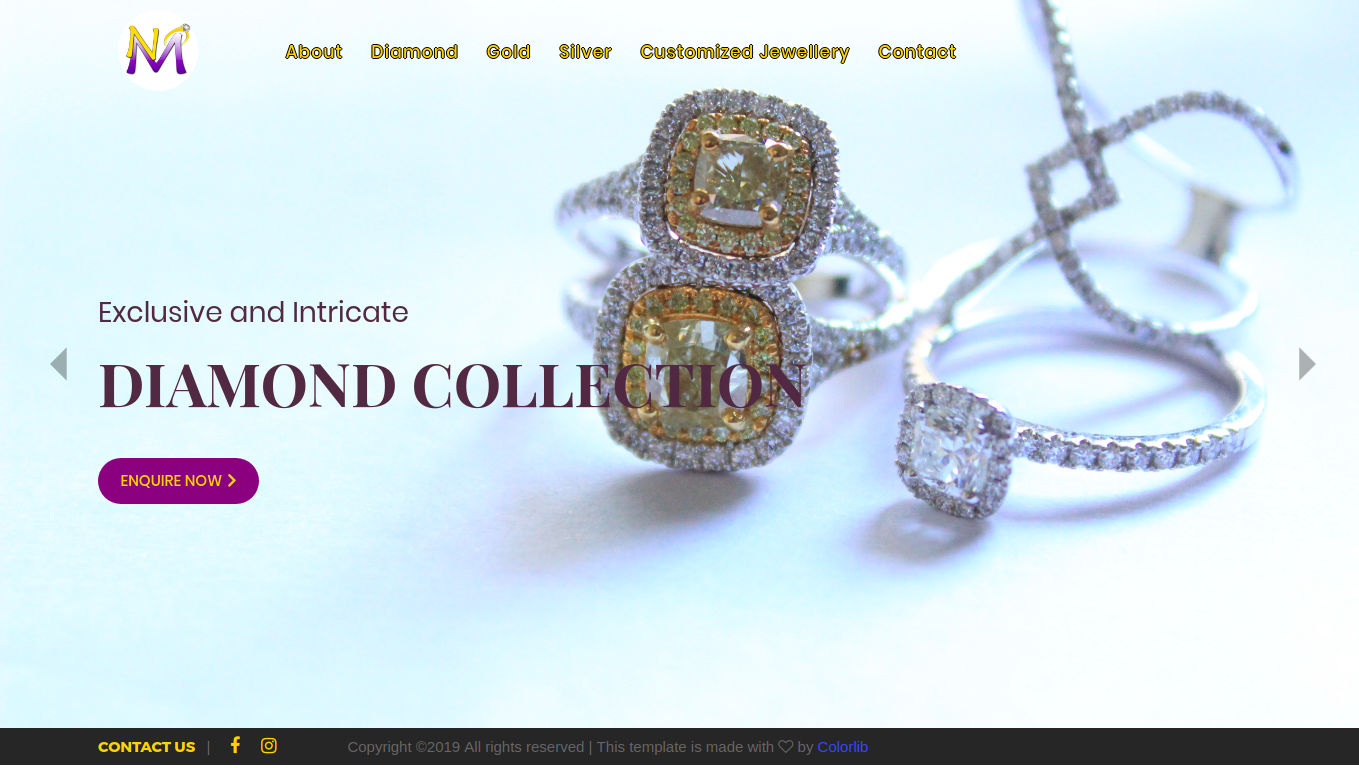 NM
About Diamond Gold Silver Customized Jewellery Contact
Exclusive and Intricate
DIAMOND COLLECTION
ENQUIRE NOW
CONTACT US | Copyright ©2019 All rights reserved | This template is made with ♡ by Colorlib